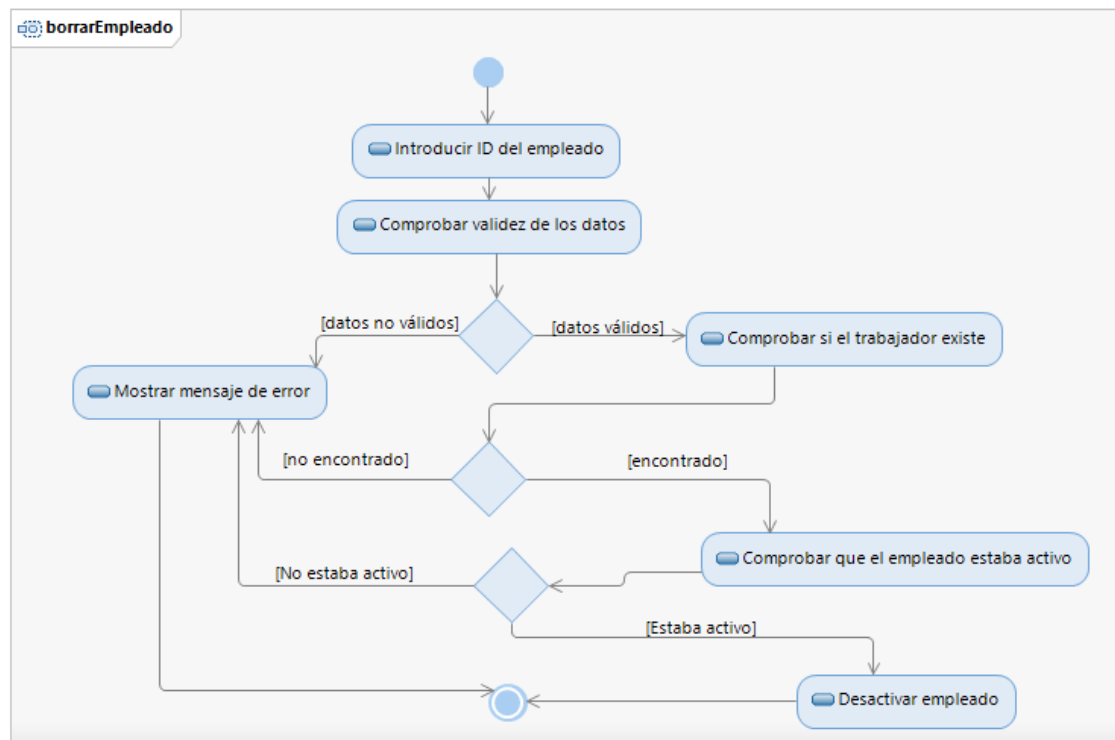 borrarEmpleado
Introducir ID del empleado
Comprobar validez de los datos
[datos no válidos]
[datos válidos]
Comprobar si el trabajador existe
Mostrar mensaje de error
[no encontrado]
[encontrado]
Comprobar que el empleado estaba activo
[No estaba activo]
[Estaba activo]
Desactivar empleado